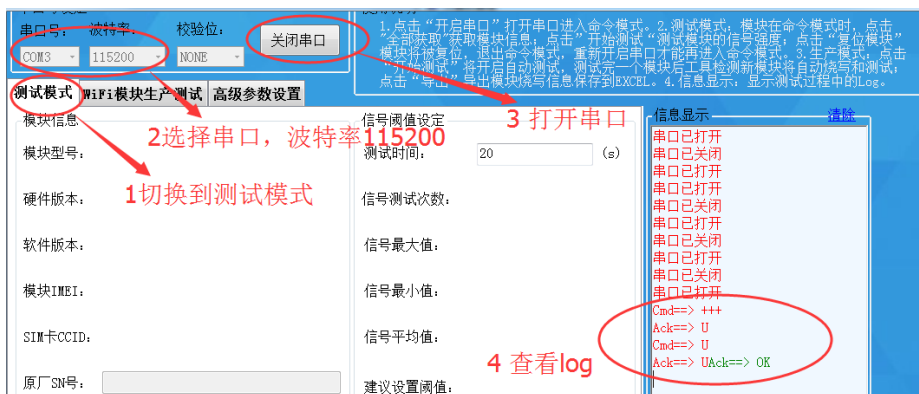 串口号： 波特率： 校验位：
COM3 115200 NONE 关闭串口
1.点击“开启串口”打开串口进入命令模式。2.测试模式，模块在命令模式时，点击
“全部获取”获取模块信息；点击“开始测试“测试模块的信号强度；点击“复位模块”
模块将被复位，退出命令模式，重新开启串口才能再进入命令模式。3.生产模式，点击
“开始测试”将开启自动测试，测试完一个模块后工具检测新模块将自动烧写和测试；
点击“导出”导出模块烧写信息保存到EXCEL。4.信息显示：显示测试过程中的Log。
测试模式 WiFi模块生产测试 高级参数设置
2选择串口，波特率115200
3 打开串口
1切换到测试模式
4 查看log
模块信息
模块型号：
硬件版本：
软件版本：
模块IMEI：
SIM卡CCID：
原厂SN号：
信号阈值设定
测试时间： 20 (s)
信号测试次数：
信号最大值：
信号最小值：
信号平均值：
建议设置阈值：
信息显示 清除
串口已打开
串口已关闭
串口已打开
串口已打开
串口已关闭
串口已打开
串口已关闭
串口已打开
串口已关闭
串口已打开
Cmd==> +++
Ack==> U
Cmd==> U
Ack==> UAck==> OK